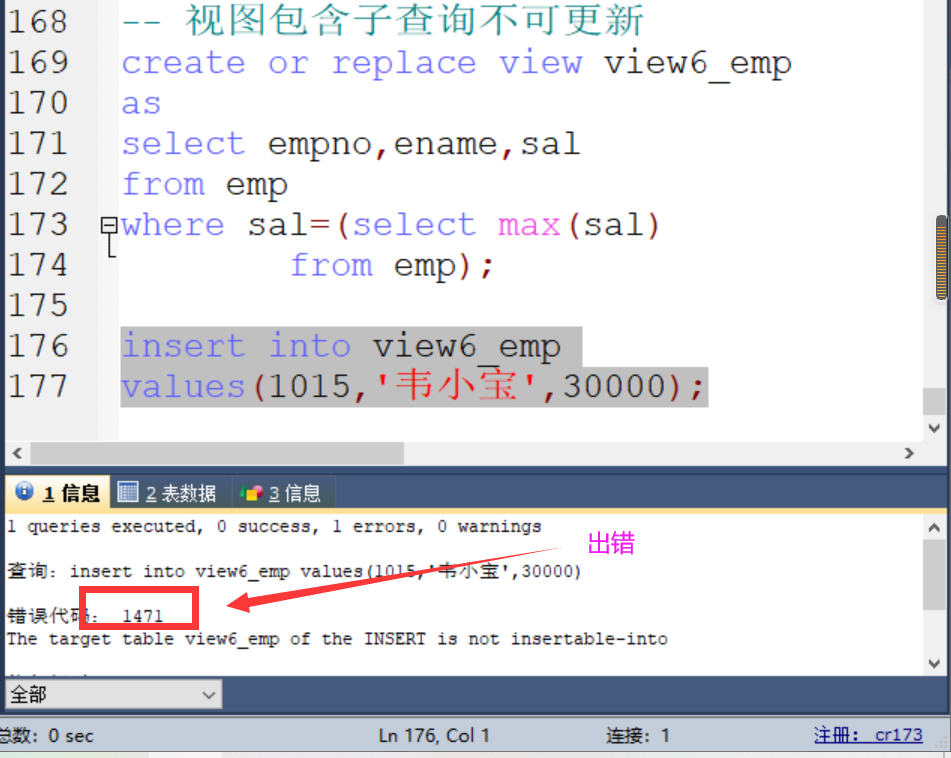 168 -- 视图包含子查询不可更新
169 create or replace view view6_emp
170 as
171 select empno,ename,sal
172 from emp
173 where sal=(select max(sal)
174 from emp);
175
176 insert into view6_emp
177 values(1015,'韦小宝',30000);
1 信息 2 表数据 3 信息
1 queries executed, 0 success, 1 errors, 0 warnings
出错
查询: insert into view6_emp values(1015,'韦小宝',30000)
错误代码: 1471
The target table view6_emp of the INSERT is not insertable-into
全部
总数: 0 sec Ln 176, Col 1 连接: 1 注册: cr173